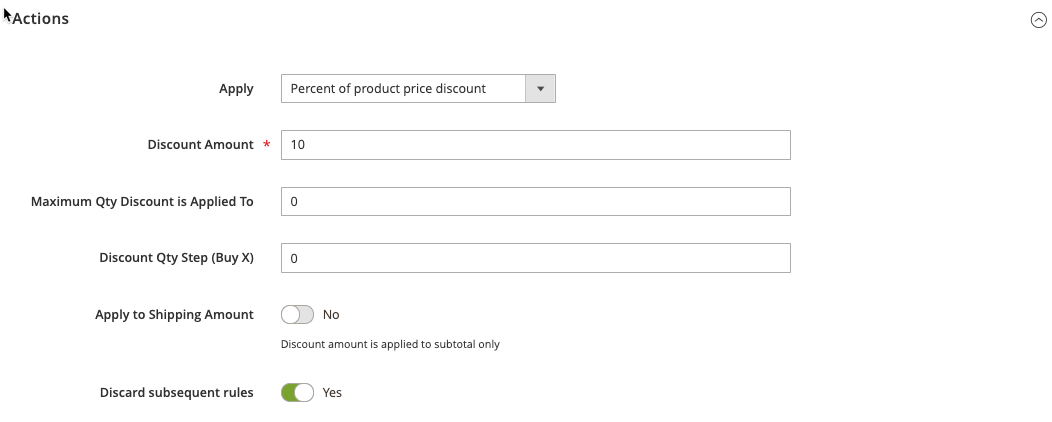 Actions
Apply Percent of product price discount
Discount Amount * 10
Maximum Qty Discount is Applied To 0
Discount Qty Step (Buy X) 0
Apply to Shipping Amount No
Discount amount is applied to subtotal only
Discard subsequent rules Yes